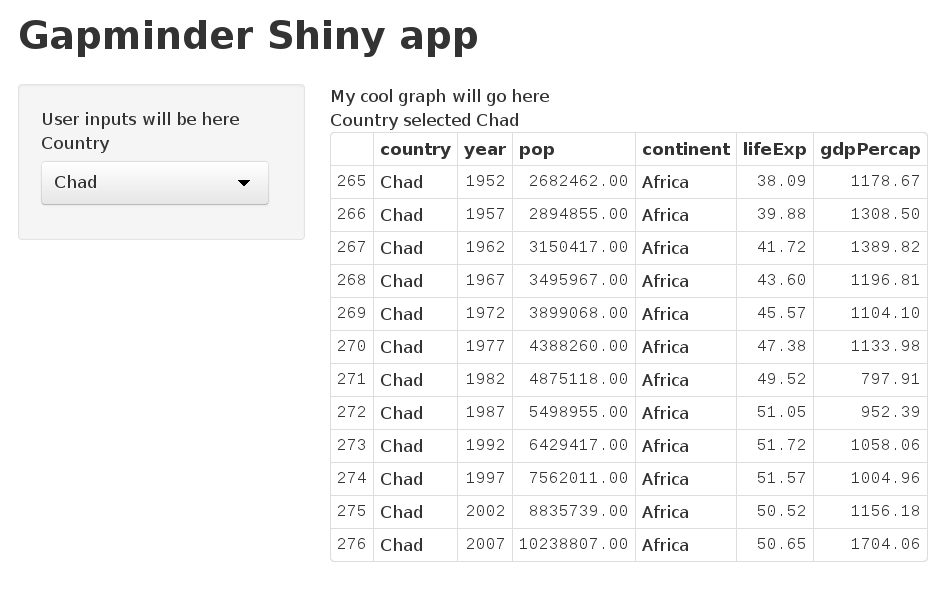 Gapminder Shiny app
User inputs will be here
Country
Chad
My cool graph will go here
Country selected Chad
country year pop continent lifeExp gdpPercap
265 Chad 1952 2682462.00 Africa 38.09 1178.67
266 Chad 1957 2894855.00 Africa 39.88 1308.50
267 Chad 1962 3150417.00 Africa 41.72 1389.82
268 Chad 1967 3495967.00 Africa 43.60 1196.81
269 Chad 1972 3899068.00 Africa 45.57 1104.10
270 Chad 1977 4388260.00 Africa 47.38 1133.98
271 Chad 1982 4875118.00 Africa 49.52 797.91
272 Chad 1987 5498955.00 Africa 51.05 952.39
273 Chad 1992 6429417.00 Africa 51.72 1058.06
274 Chad 1997 7562011.00 Africa 51.57 1004.96
275 Chad 2002 8835739.00 Africa 50.52 1156.18
276 Chad 2007 10238807.00 Africa 50.65 1704.06